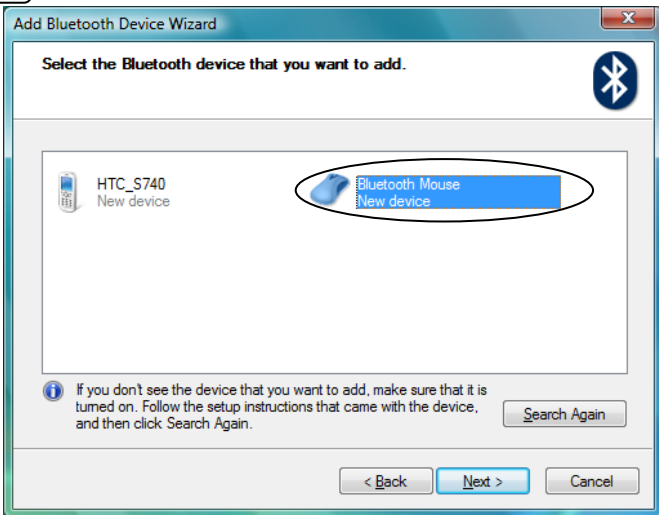 Add Bluetooth Device Wizard
Select the Bluetooth device that you want to add.
HTC_S740
New device
Bluetooth Mouse
New device
If you don't see the device that you want to add, make sure that it is
turned on. Follow the setup instructions that came with the device,
and then click Search Again.
Search Again
< Back
Next >
Cancel